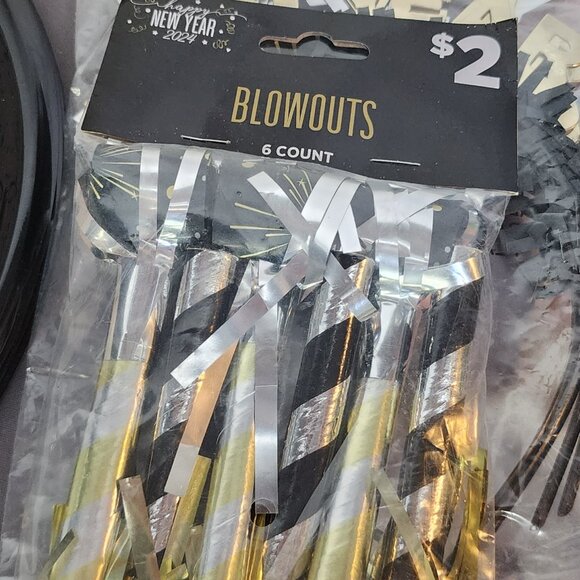 happy
NEW YEAR
2024
$2
BLOWOUTS
6 COUNT